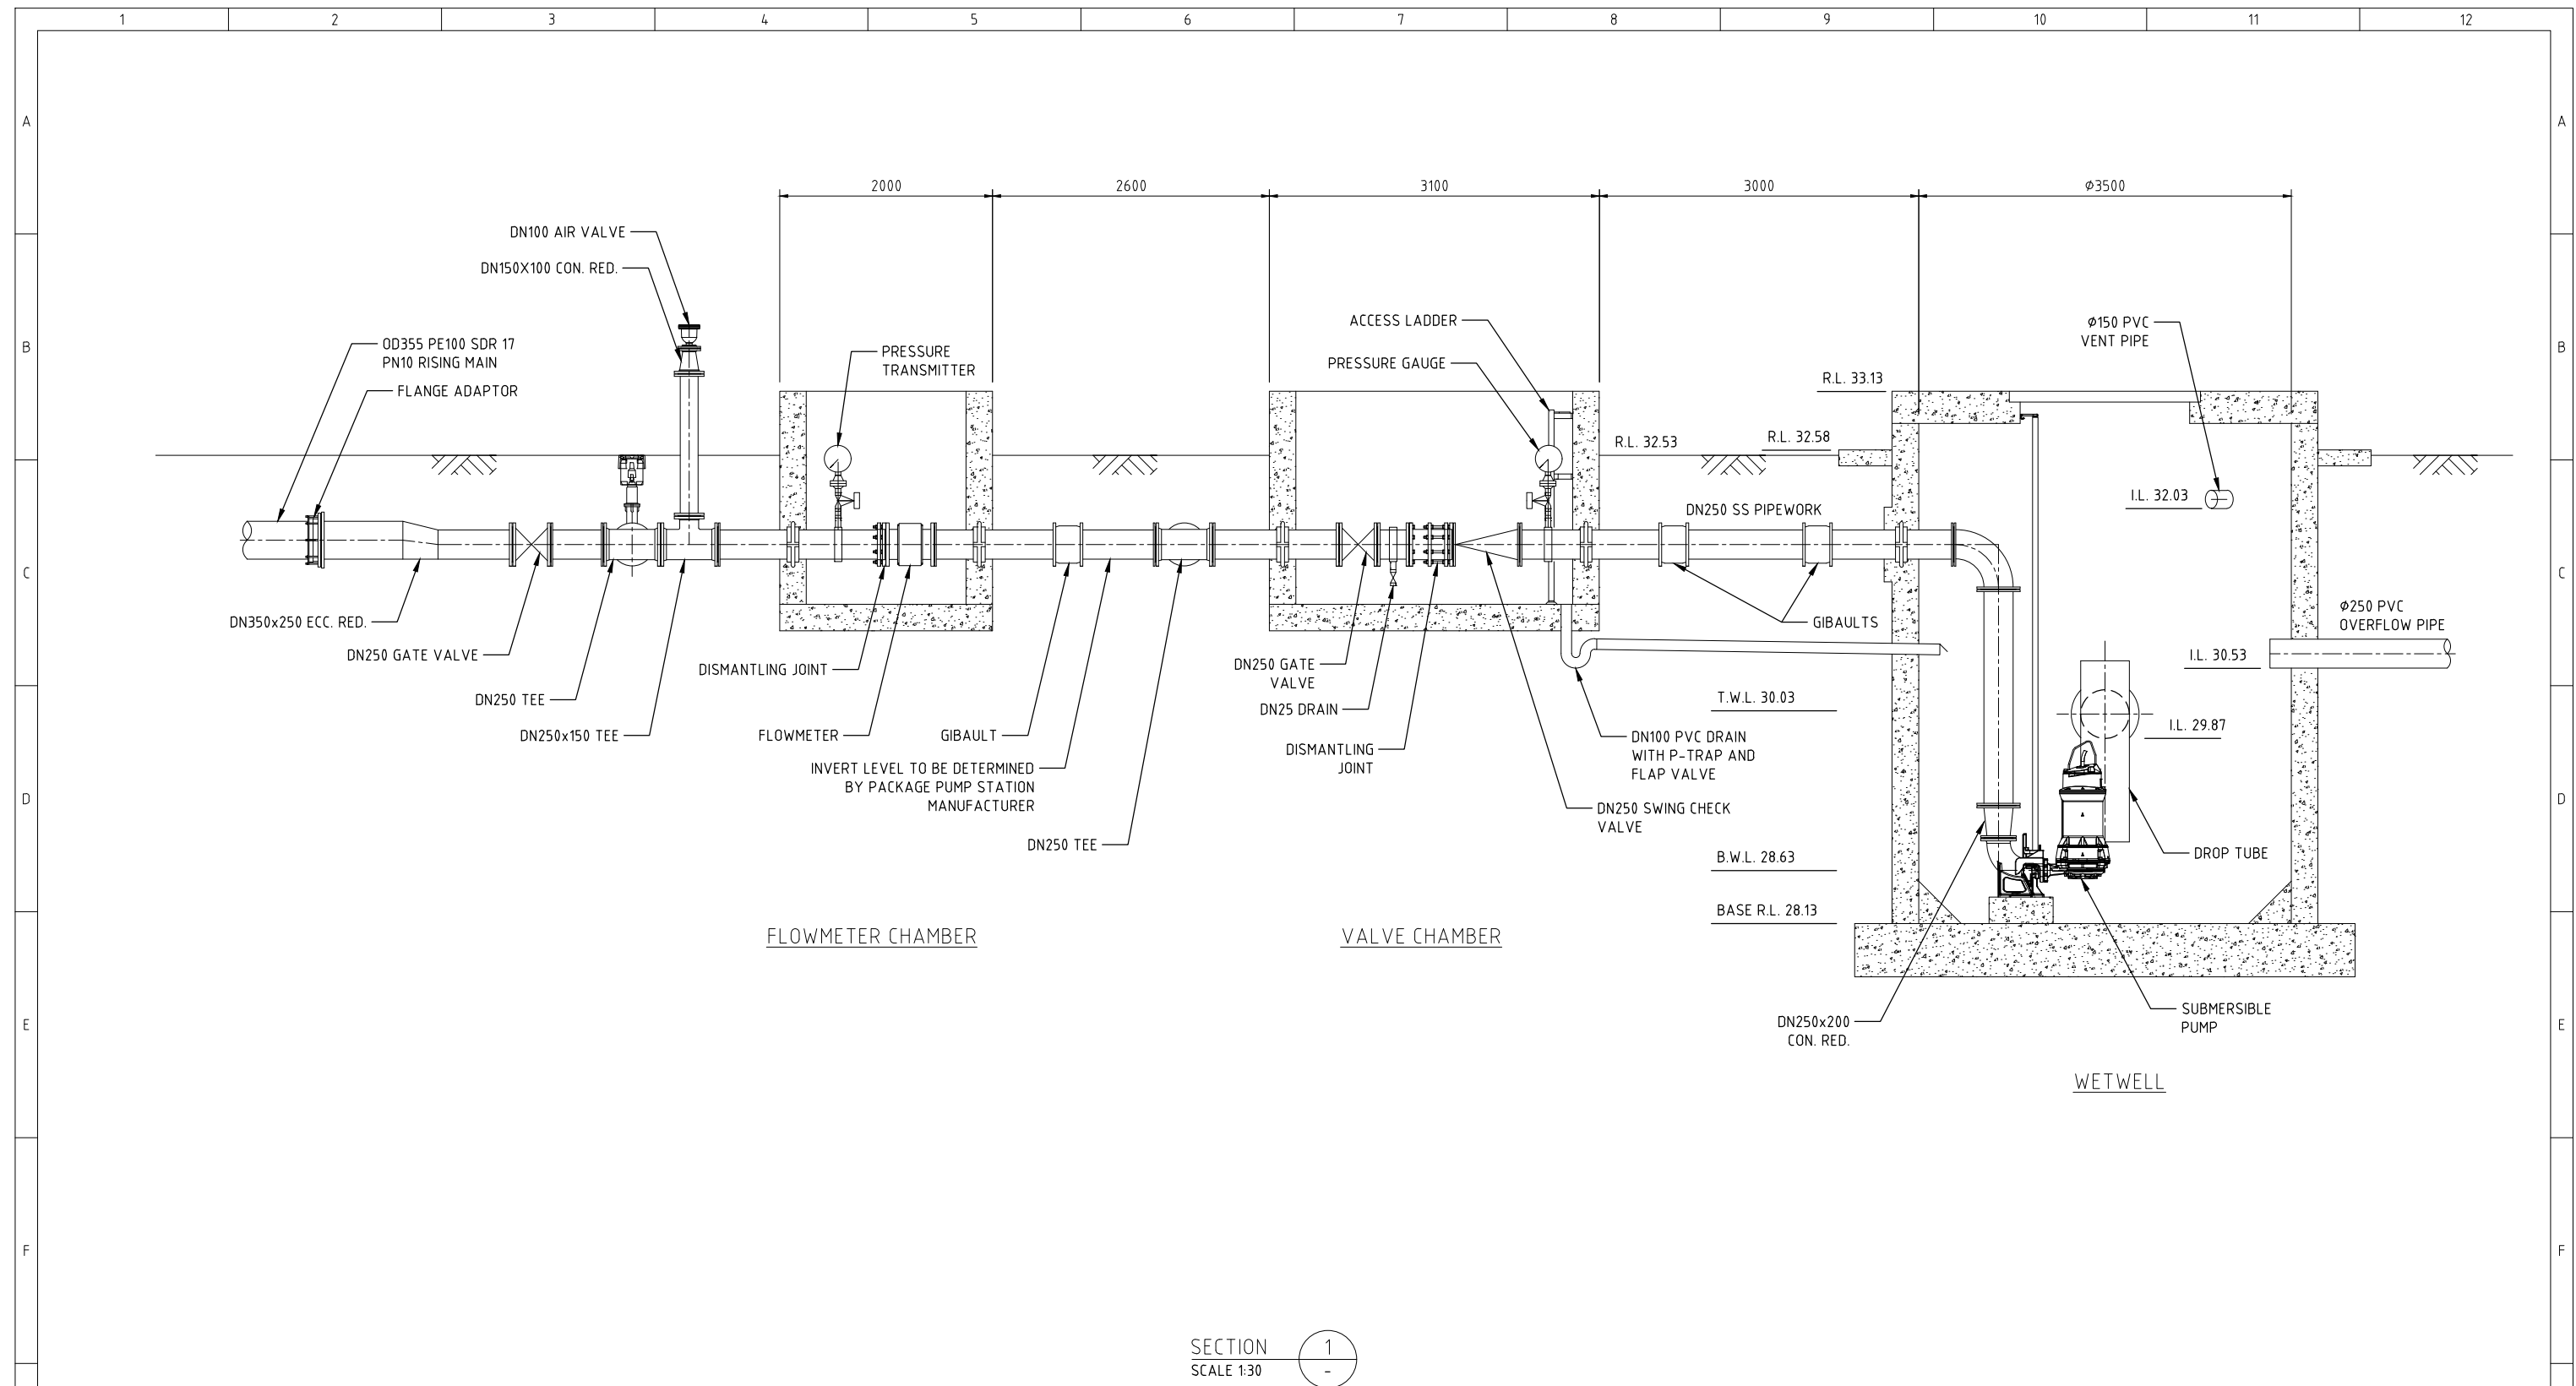 1 2 3 4 5 6 7 8 9 10 11 12
A A
2000 2600 3100 3000 Ø3500
DN100 AIR VALVE
DN150X100 CON. RED.
B B
OD355 PE100 SDR 17
PN10 RISING MAIN
FLANGE ADAPTOR
PRESSURE
TRANSMITTER
ACCESS LADDER
PRESSURE GAUGE
Ø150 PVC
VENT PIPE
R.L. 33.13
R.L. 32.53
R.L. 32.58
I.L. 32.03
DN250 SS PIPEWORK
C C
DN350x250 ECC. RED.
DN250 GATE VALVE
DN250 TEE
DN250x150 TEE
DISMANTLING JOINT
FLOWMETER
GIBAULT
INVERT LEVEL TO BE DETERMINED
BY PACKAGE PUMP STATION
MANUFACTURER
DN250 TEE
DN250 GATE
VALVE
DN25 DRAIN
DISMANTLING
JOINT
GIBAULTS
DN100 PVC DRAIN
WITH P-TRAP AND
FLAP VALVE
DN250 SWING CHECK
VALVE
Ø250 PVC
OVERFLOW PIPE
I.L. 30.53
T.W.L. 30.03
I.L. 29.87
D D
B.W.L. 28.63
DROP TUBE
BASE R.L. 28.13
FLOWMETER CHAMBER
VALVE CHAMBER
E E
DN250x200
CON. RED.
SUBMERSIBLE
PUMP
WETWELL
F F
SECTION 1
SCALE 1:30 -